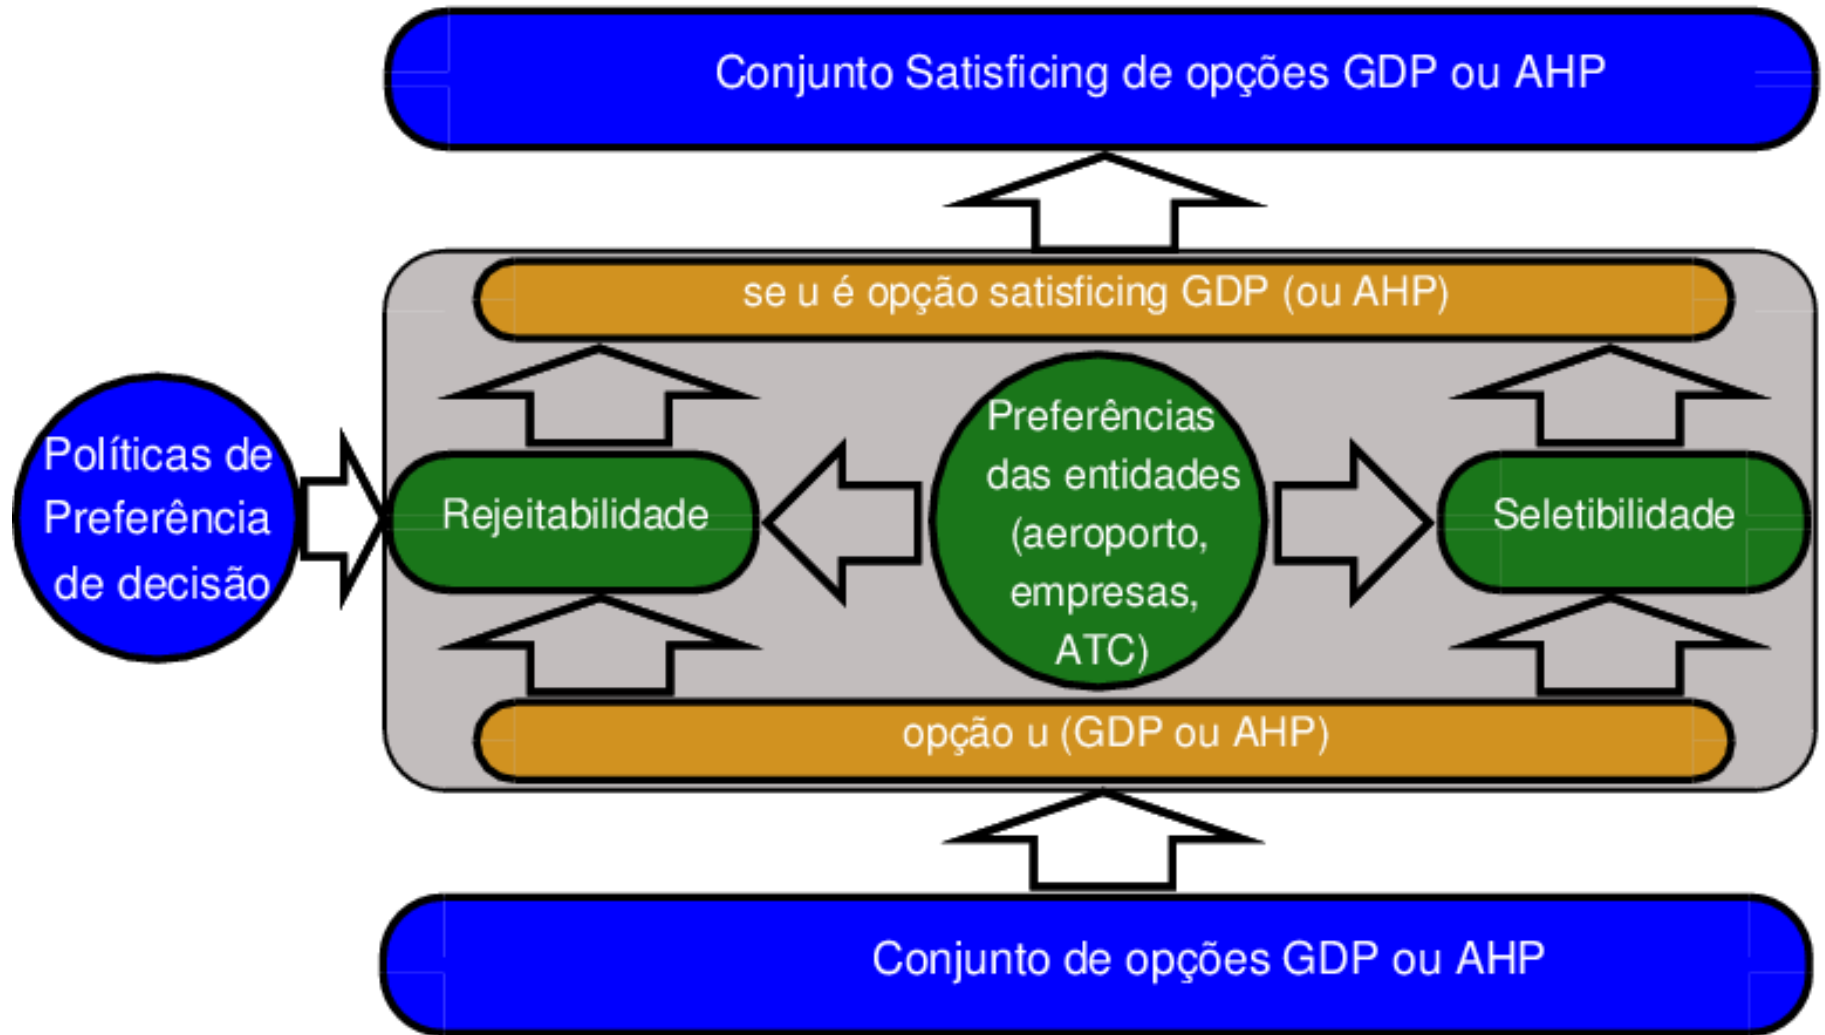 Conjunto Satisficing de opções GDP ou AHP
se u é opção satisficing GDP (ou AHP)
Políticas de
Preferência
de decisão
Rejeitabilidade
Preferências
das entidades
(aeroporto,
empresas,
ATC)
Seletibilidade
opção u (GDP ou AHP)
Conjunto de opções GDP ou AHP